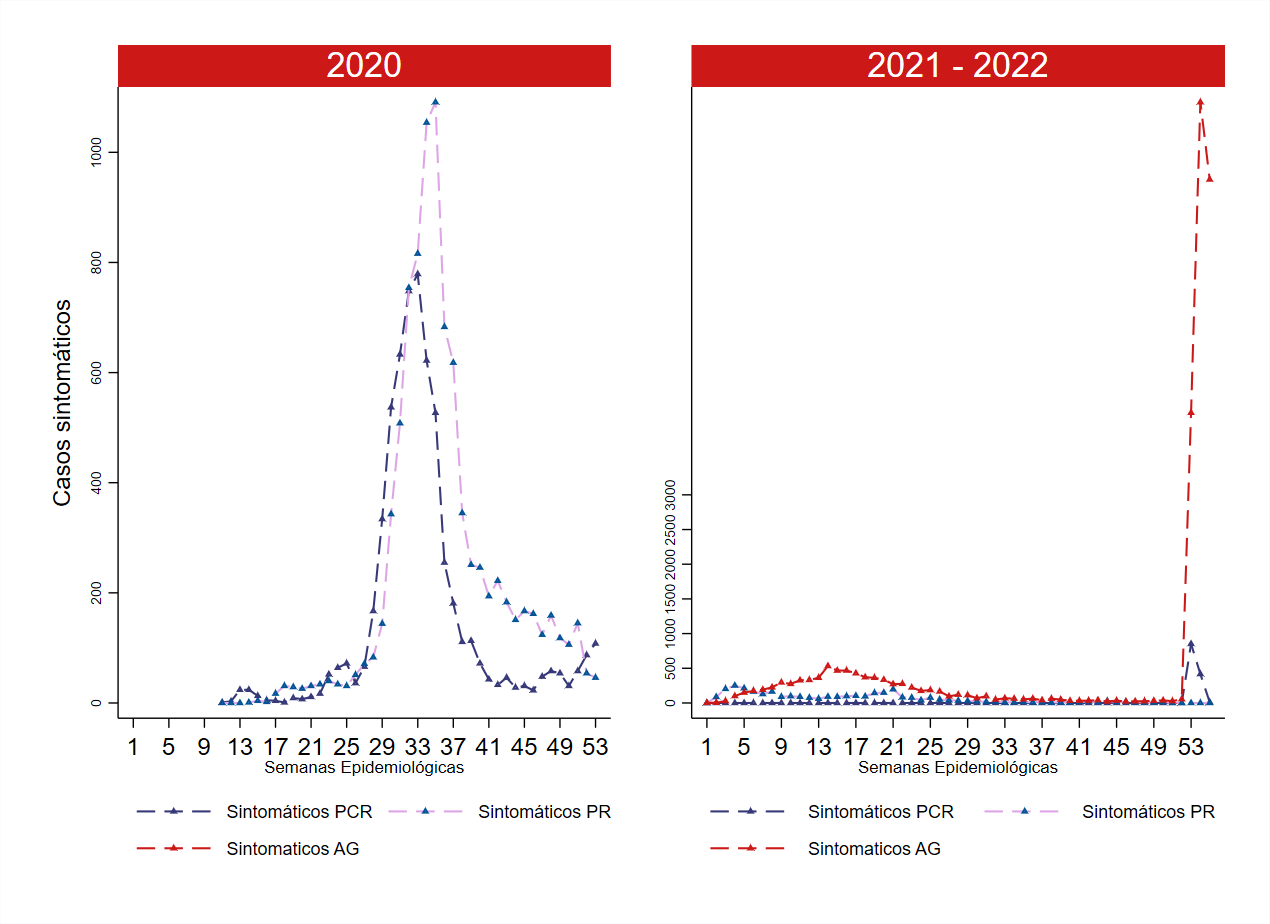 2020
Casos sintomáticos
1000
800
600
400
200
0
1 5 9 13 17 21 25 29 33 37 41 45 49 53
Semanas Epidemiológicas
Sintomáticos PCR
Sintomáticos PR
Sintomaticos AG
2021 - 2022
3000
2500
2000
1500
1000
500
0
1 5 9 13 17 21 25 29 33 37 41 45 49 53
Semanas Epidemiológicas
Sintomáticos PCR
Sintomáticos PR
Sintomaticos AG